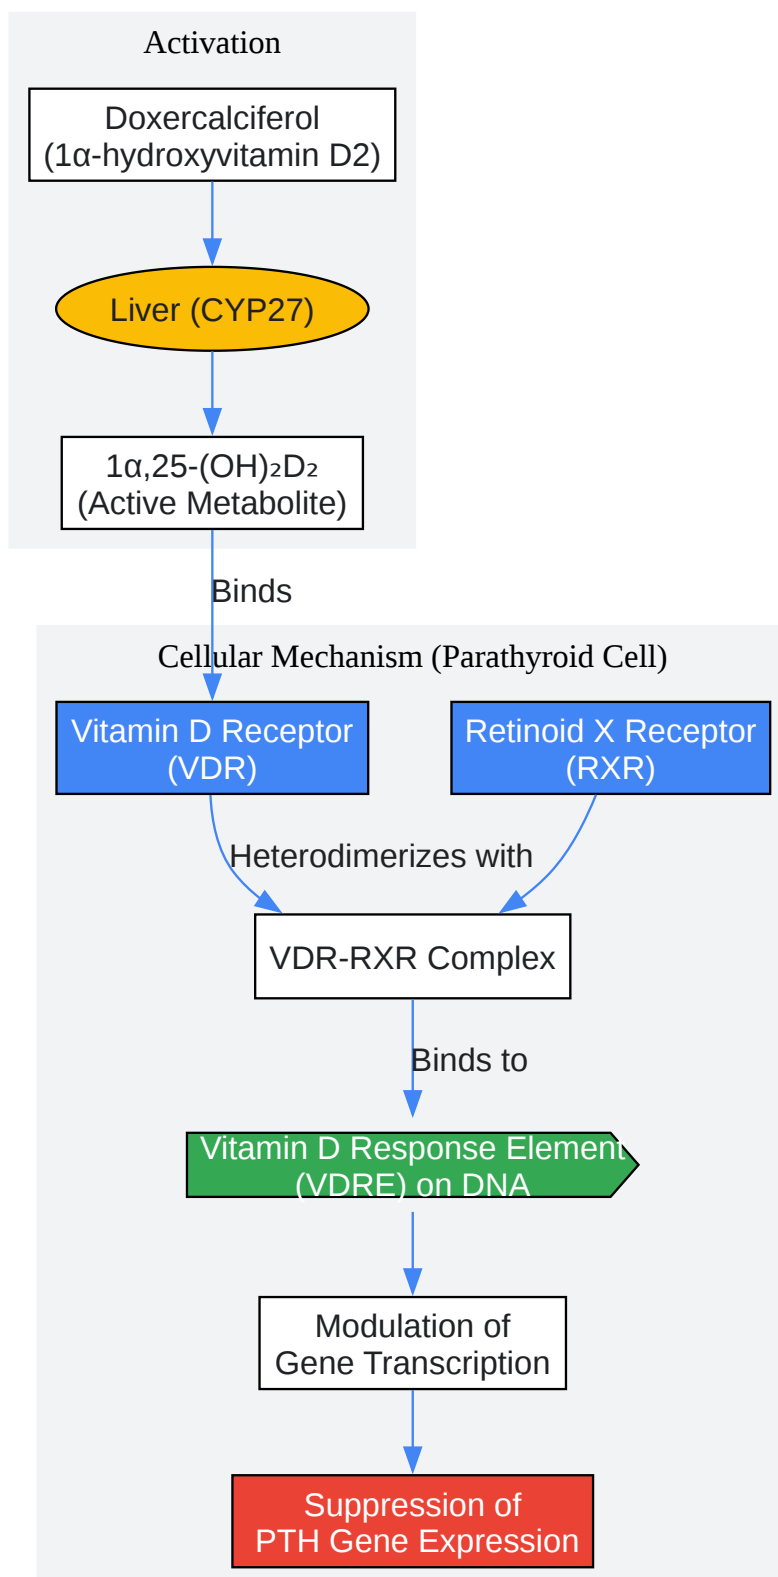 Activation
Doxercalciferol
(1α-hydroxyvitamin D2)
Liver (CYP27)
1α,25-(OH)₂D₂
(Active Metabolite)
Binds
Cellular Mechanism (Parathyroid Cell)
Vitamin D Receptor
(VDR)
Retinoid X Receptor
(RXR)
Heterodimerizes with
VDR-RXR Complex
Binds to
Vitamin D Response Element
(VDRE) on DNA
Modulation of
Gene Transcription
Suppression of
PTH Gene Expression